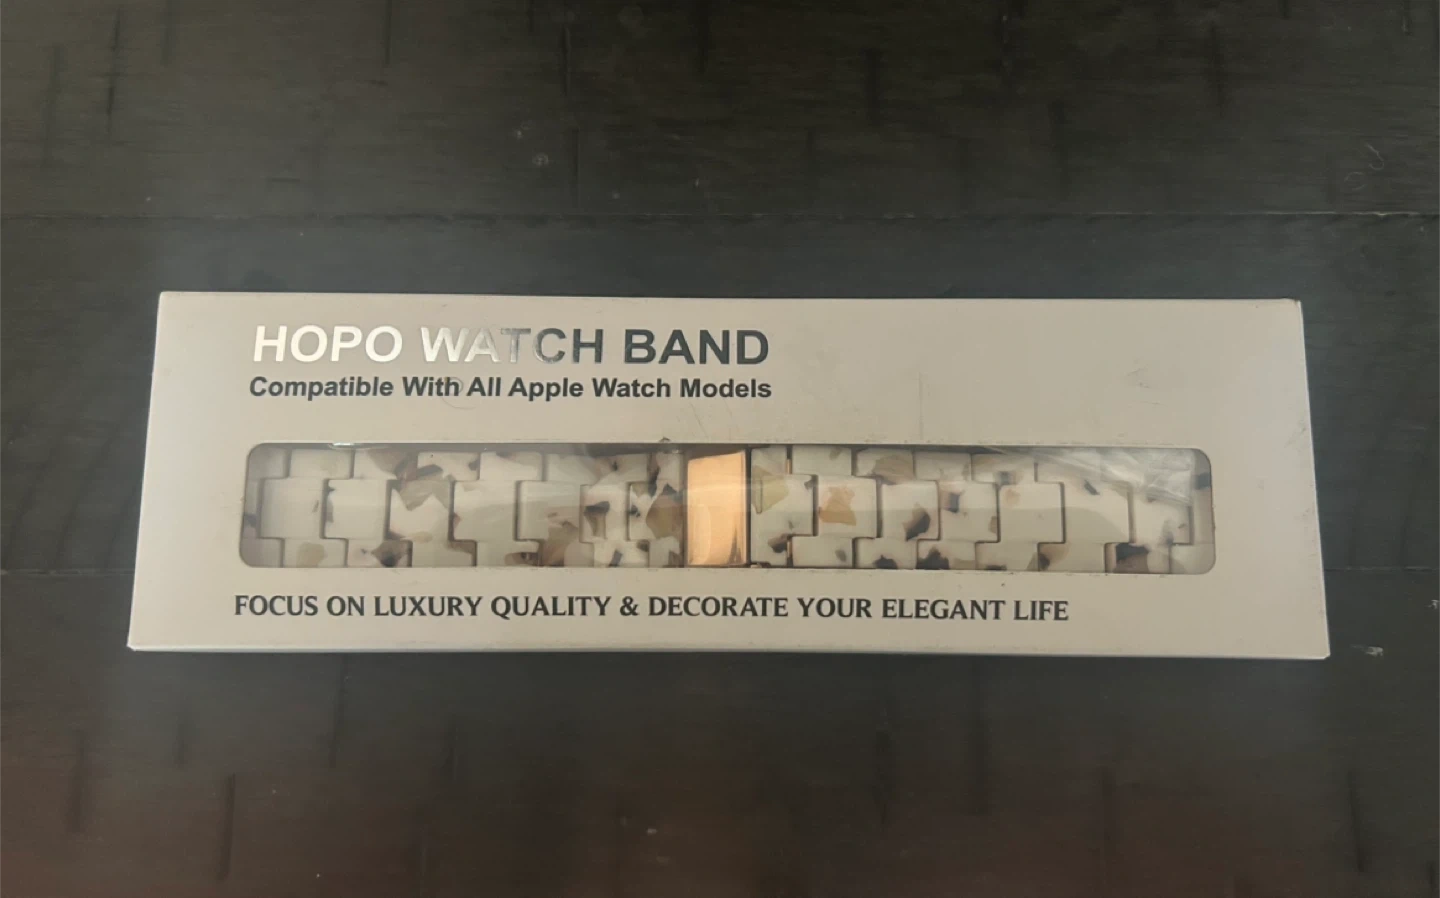 HOPO WATCH BAND
Compatible With All Apple Watch Models
FOCUS ON LUXURY QUALITY & DECORATE YOUR ELEGANT LIFE